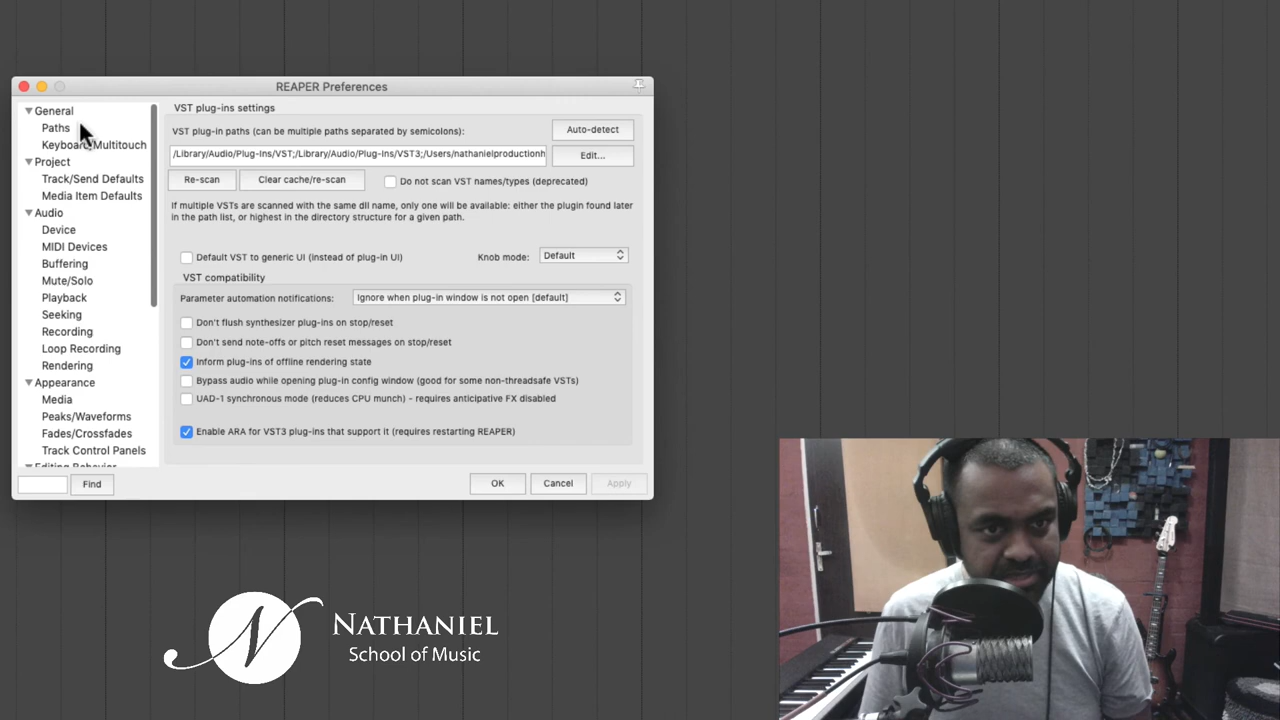 REAPER Preferences
General
Paths
Keyboard/Multitouch
Project
Track/Send Defaults
Media Item Defaults
Audio
Device
MIDI Devices
Buffering
Mute/Solo
Playback
Seeking
Recording
Loop Recording
Rendering
Appearance
Media
Peaks/Waveforms
Fades/Crossfades
Track Control Panels
Editing Behavior
Find
VST plug-ins settings
VST plug-in paths (can be multiple paths separated by semicolons):
Auto-detect
/Library/Audio/Plug-Ins/VST;/Library/Audio/Plug-Ins/VST3;/Users/nathanielproductionh
Edit...
Re-scan
Clear cache/re-scan
Do not scan VST names/types (deprecated)
If multiple VSTs are scanned with the same dll name, only one will be available: either the plugin found later
in the path list, or highest in the directory structure for a given path.
Default VST to generic UI (instead of plug-in UI)
Knob mode:
Default
VST compatibility
Parameter automation notifications:
Ignore when plug-in window is not open [default]
Don't flush synthesizer plug-ins on stop/reset
Don't send note-offs or pitch reset messages on stop/reset
Inform plug-ins of offline rendering state
Bypass audio while opening plug-in config window (good for some non-threadsafe VSTs)
UAD-1 synchronous mode (reduces CPU munch) - requires anticipative FX disabled
Enable ARA for VST3 plug-ins that support it (requires restarting REAPER)
OK
Cancel
Apply
N
NATHANIEL
School of Music